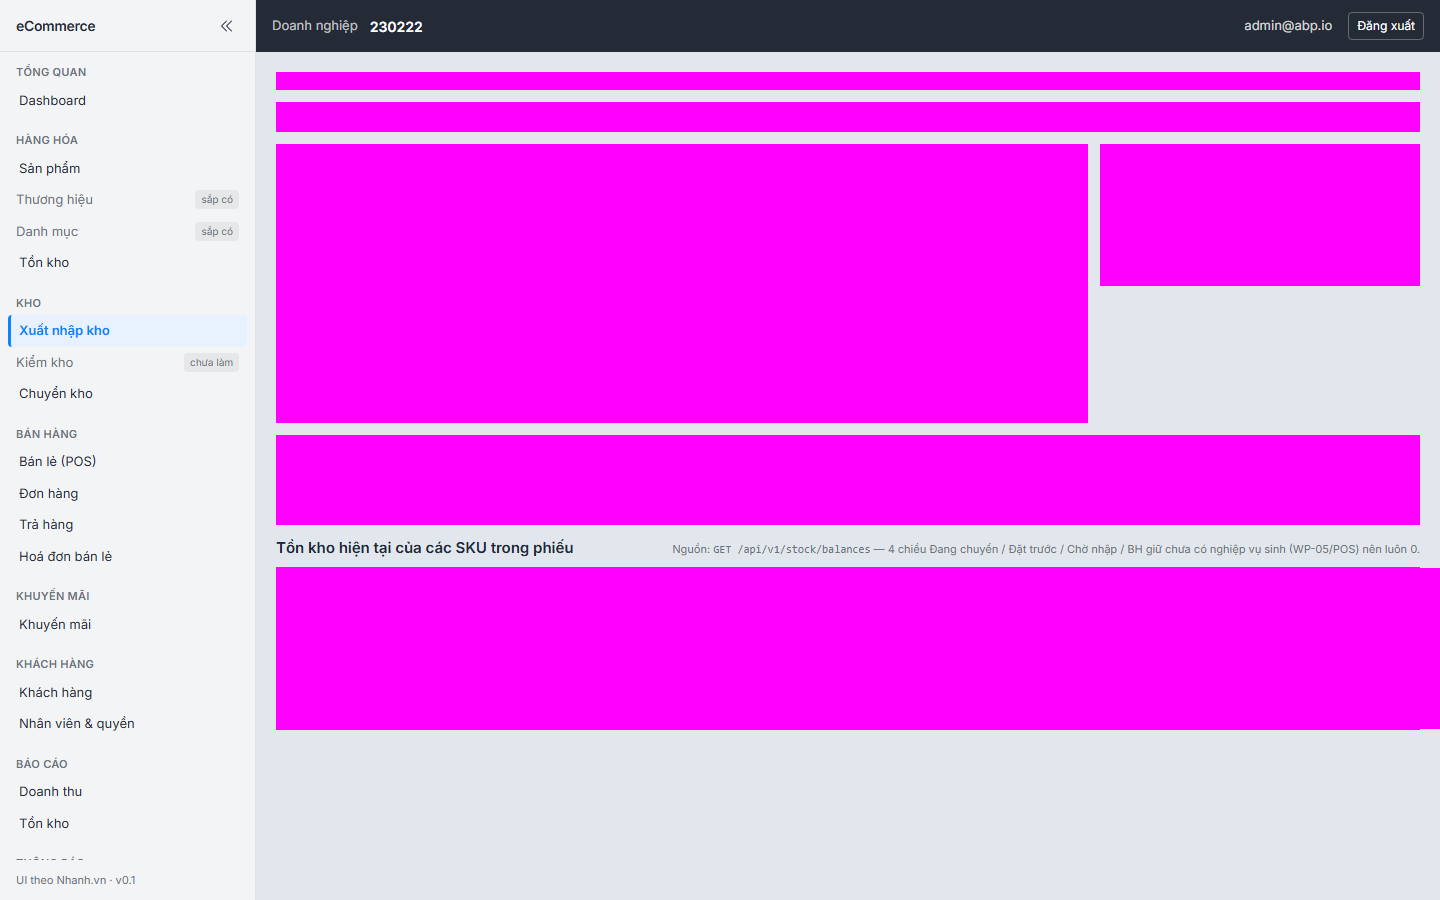 eCommerce
Doanh nghiệp 230222
admin@abp.io
Đăng xuất
TỔNG QUAN
Dashboard
HÀNG HÓA
Sản phẩm
Thương hiệu sắp có
Danh mục sắp có
Tồn kho
KHO
Xuất nhập kho
Kiểm kho chưa làm
Chuyển kho
BÁN HÀNG
Bán lẻ (POS)
Đơn hàng
Trả hàng
Hoá đơn bán lẻ
KHUYẾN MÃI
Khuyến mãi
KHÁCH HÀNG
Khách hàng
Nhân viên & quyền
BÁO CÁO
Doanh thu
Tồn kho
UI theo Nhanh.vn · v0.1
Tồn kho hiện tại của các SKU trong phiếu
Nguồn: GET /api/v1/stock/balances — 4 chiều Đang chuyển / Đặt trước / Chờ nhập / BH giữ chưa có nghiệp vụ sinh (WP-05/POS) nên luôn 0.